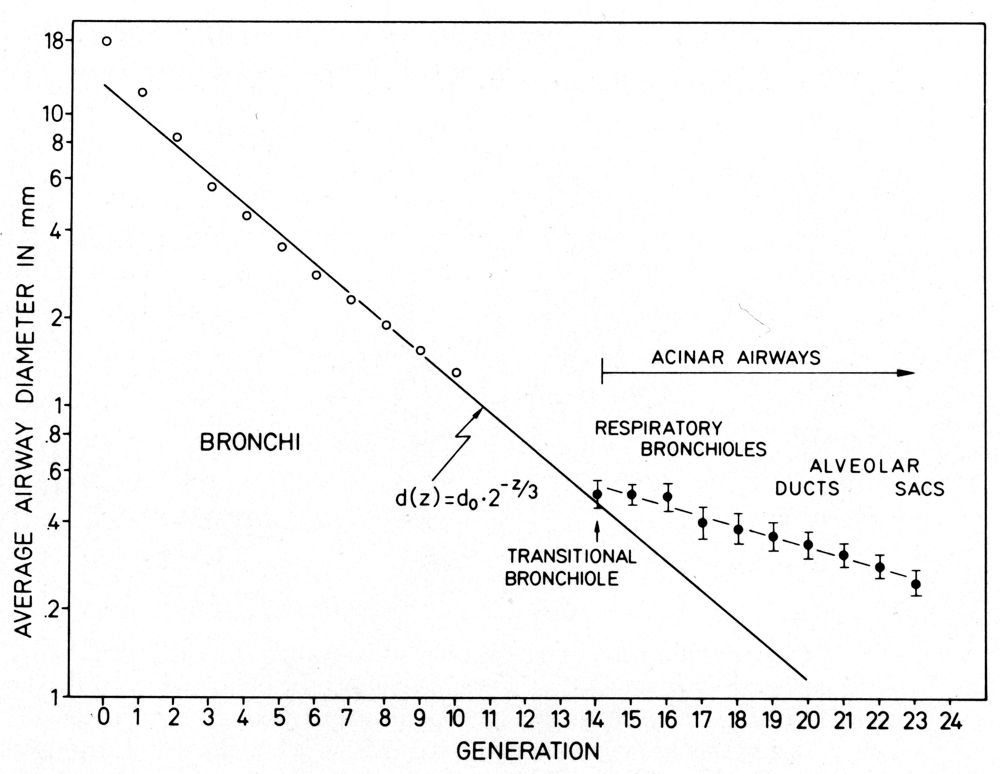 AVERAGE AIRWAY DIAMETER IN mm
18
10
8
6
4
2
1
.8
.6
.4
.2
1
ACINAR AIRWAYS
RESPIRATORY
BRONCHIOLES
ALVEOLAR
DUCTS SACS
BRONCHI
d(z)=d₀·2^-z/3
TRANSITIONAL
BRONCHIOLE
0 1 2 3 4 5 6 7 8 9 10 11 12 13 14 15 16 17 18 19 20 21 22 23 24
GENERATION